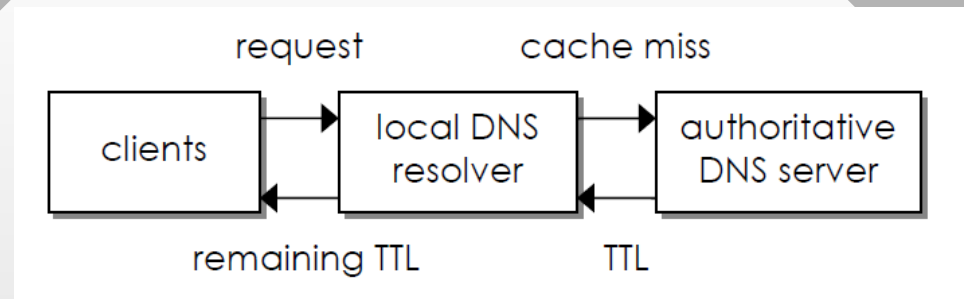 request
cache miss
clients
local DNS
resolver
authoritative
DNS server
remaining TTL
TTL